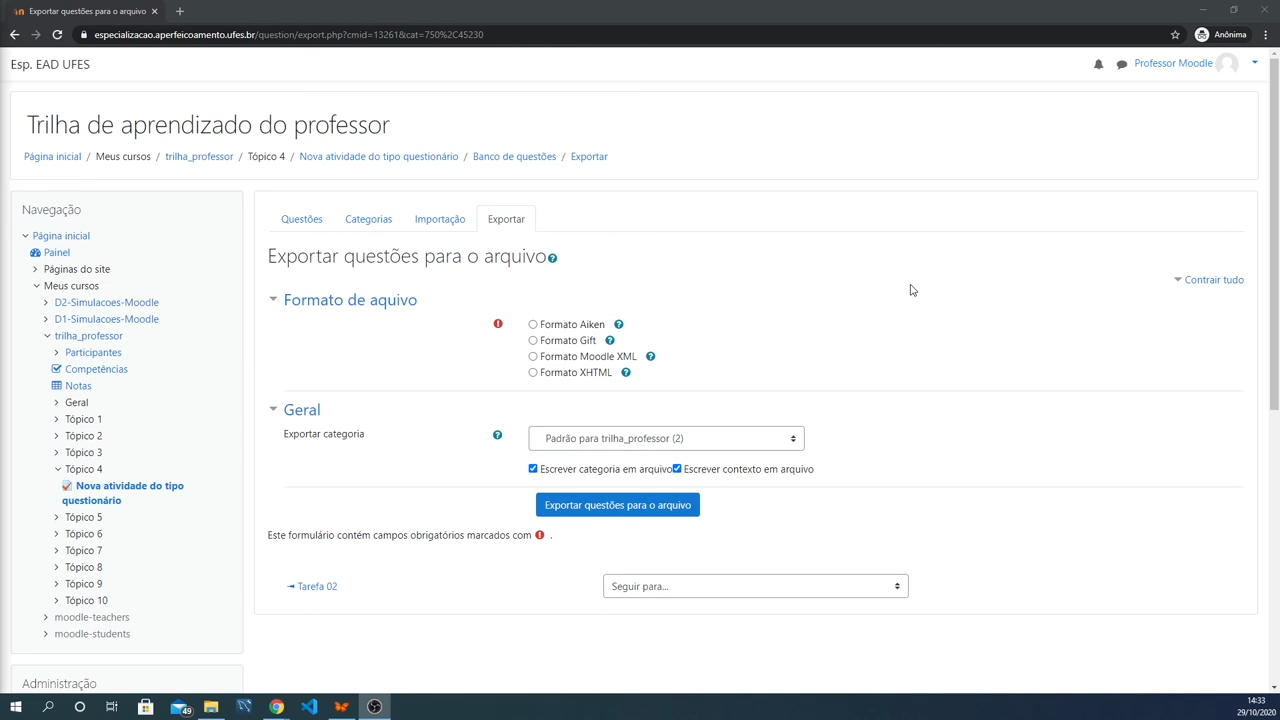 Exportar questões para o arquivo
especializacao.aperfeicoamento.ufes.br/question/export.php?cmid=13261&cat=750%2C45230
Anônima
Esp. EAD UFES
Professor Moodle
Trilha de aprendizado do professor
Página inicial / Meus cursos / trilha_professor / Tópico 4 / Nova atividade do tipo questionário / Banco de questões / Exportar
Navegação
Página inicial
Painel
Páginas do site
Meus cursos
D2-Simulacoes-Moodle
D1-Simulacoes-Moodle
trilha_professor
Participantes
Competências
Notas
Geral
Tópico 1
Tópico 2
Tópico 3
Tópico 4
Nova atividade do tipo
questionário
Tópico 5
Tópico 6
Tópico 7
Tópico 8
Tópico 9
Tópico 10
moodle-teachers
moodle-students
Administração
Questões Categorias Importação Exportar
Exportar questões para o arquivo
Contrair tudo
Formato de aquivo
Formato Aiken
Formato Gift
Formato Moodle XML
Formato XHTML
Geral
Exportar categoria
Padrão para trilha_professor (2)
Escrever categoria em arquivo Escrever contexto em arquivo
Exportar questões para o arquivo
Este formulário contém campos obrigatórios marcados com .
◄ Tarefa 02
Seguir para...
49
14:33
29/10/2020